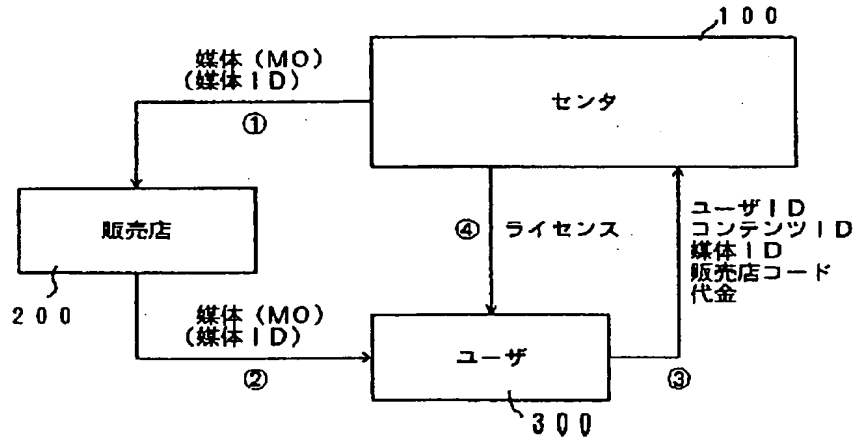 100
媒体（MO）
（媒体ID）
センタ
①
販売店
④ ライセンス
ユーザID
コンテンツID
媒体ID
販売店コード
代金
200
媒体（MO）
（媒体ID）
ユーザ
②
③
300